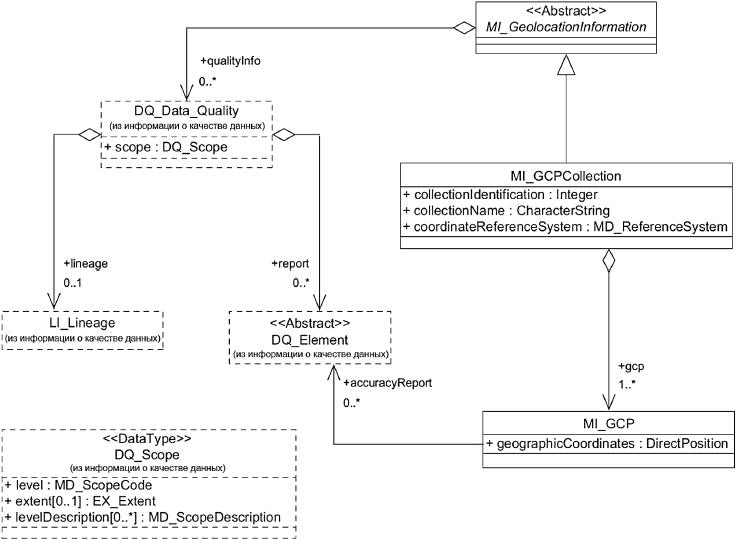 <<Abstract>>
MI_GeolocationInformation
+qualityInfo
0..*
DQ_Data_Quality
(из информации о качестве данных)
+ scope : DQ_Scope
MI_GCPCollection
+ collectionIdentification : Integer
+ collectionName : CharacterString
+ coordinateReferenceSystem : MD_ReferenceSystem
+lineage
0..1
+report
0..*
LI_Lineage
(из информации о качестве данных)
<<Abstract>>
DQ_Element
(из информации о качестве данных)
+accuracyReport
0..*
+gcp
1..*
MI_GCP
+ geographicCoordinates : DirectPosition
<<DataType>>
DQ_Scope
(из информации о качестве данных)
+ level : MD_ScopeCode
+ extent[0..1] : EX_Extent
+ levelDescription[0..*] : MD_ScopeDescription